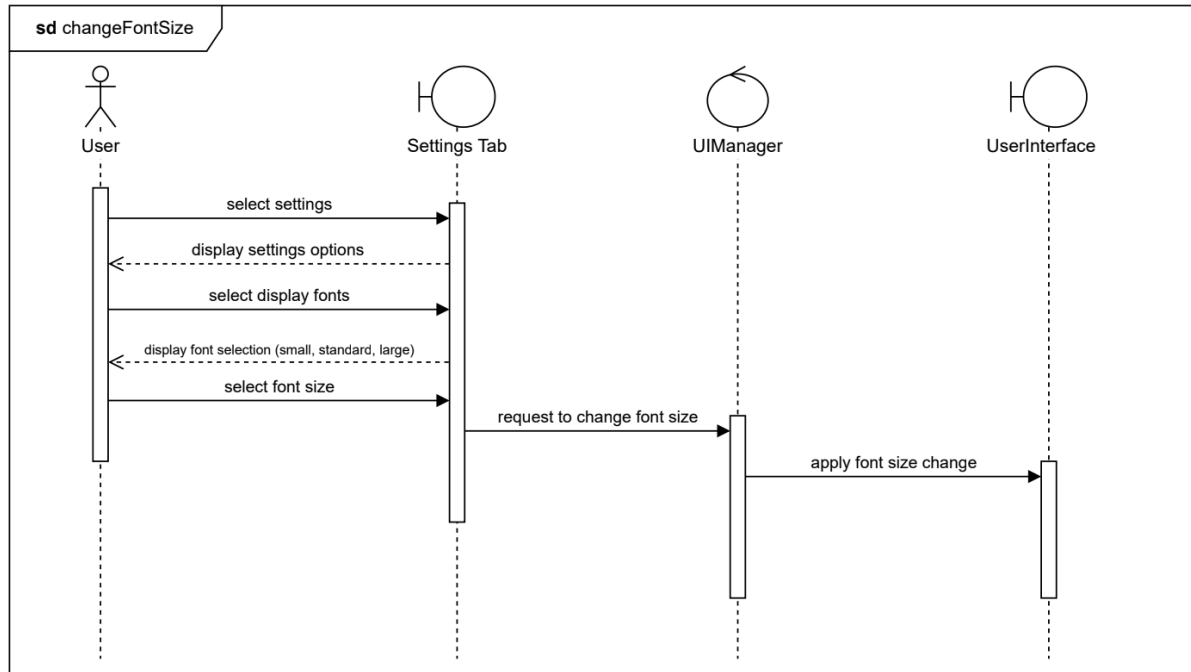 sd changeFontSize
User
Settings Tab
UIManager
UserInterface
select settings
display settings options
select display fonts
display font selection (small, standard, large)
select font size
request to change font size
apply font size change